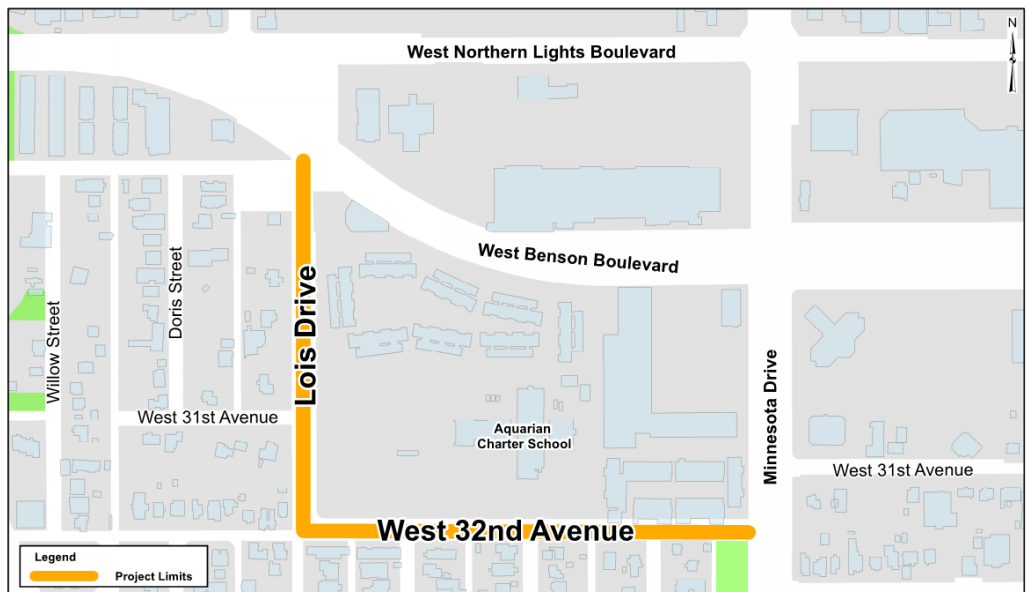 N
West Northern Lights Boulevard
West Benson Boulevard
Doris Street
Lois Drive
Willow Street
Minnesota Drive
West 31st Avenue
Aquarian
Charter School
West 31st Avenue
West 32nd Avenue
Legend
Project Limits